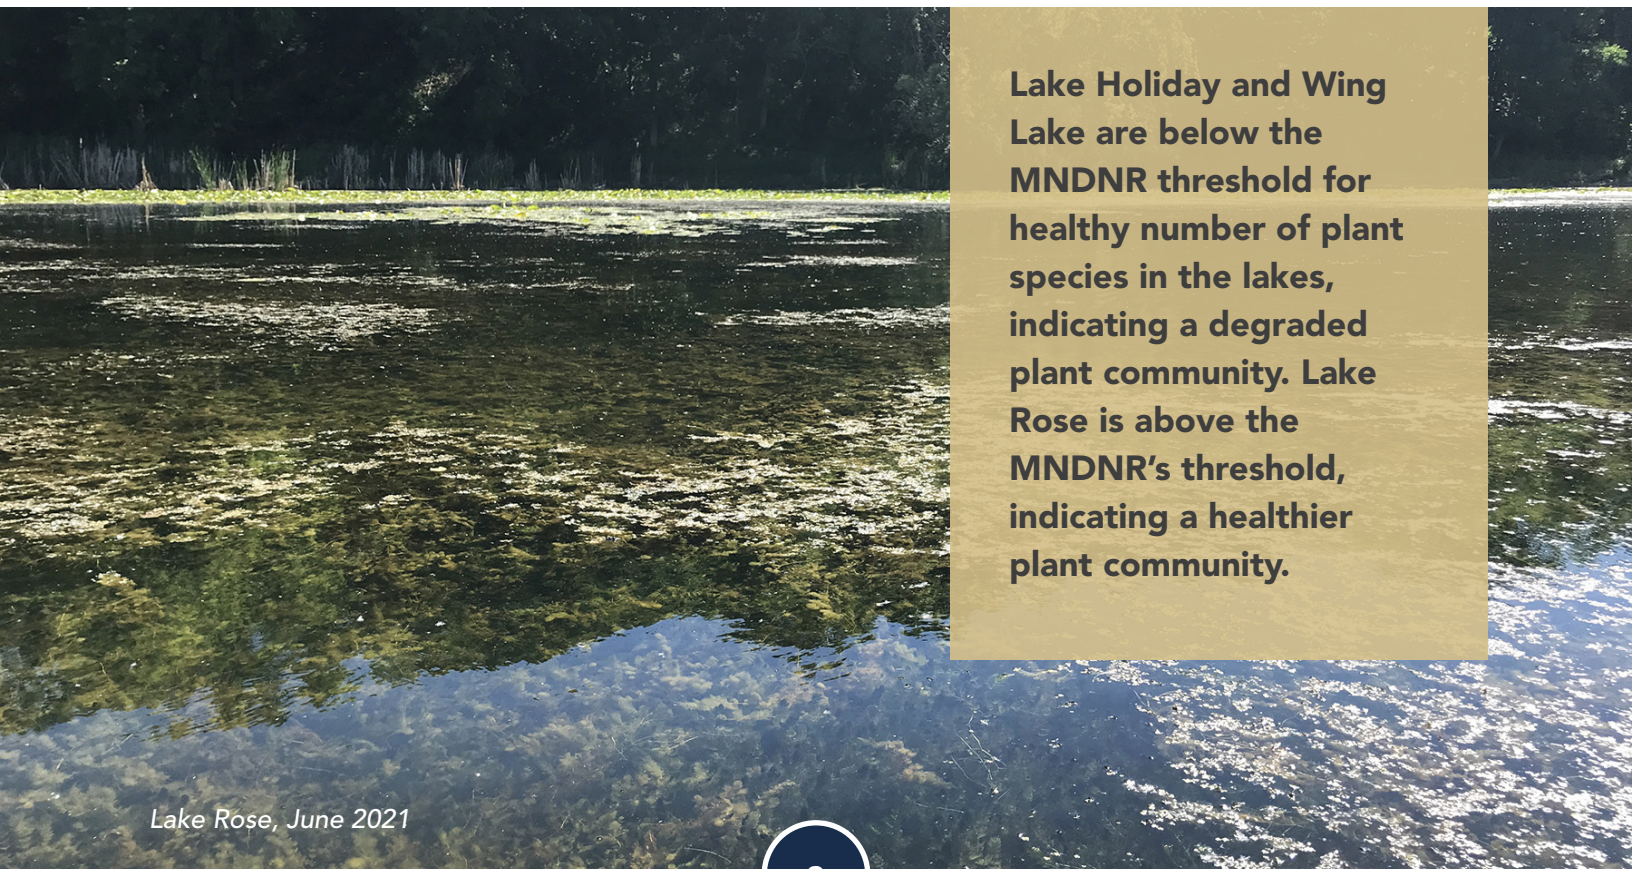 Lake Holiday and Wing
Lake are below the
MNDNR threshold for
healthy number of plant
species in the lakes,
indicating a degraded
plant community. Lake
Rose is above the
MNDNR’s threshold,
indicating a healthier
plant community.
Lake Rose, June 2021